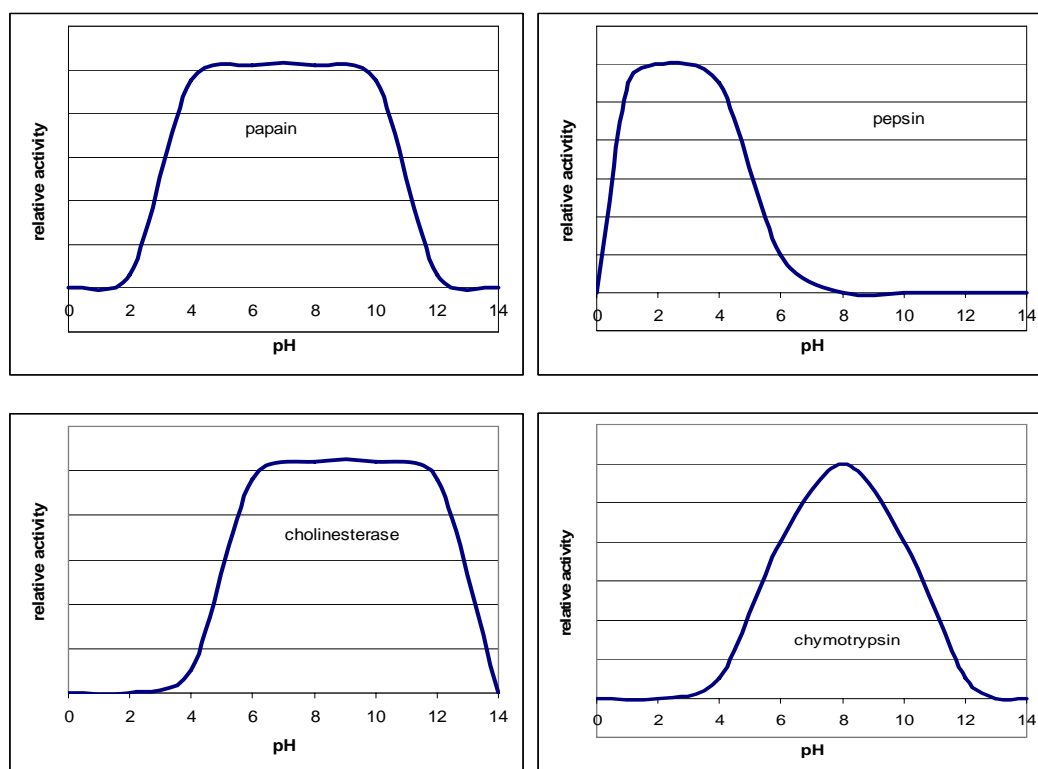 relative activity
papain
0 2 4 6 8 10 12 14
pH
relative activtity
pepsin
0 2 4 6 8 10 12 14
pH
relative activity
cholinesterase
0 2 4 6 8 10 12 14
pH
relative activity
chymotrypsin
0 2 4 6 8 10 12 14
pH